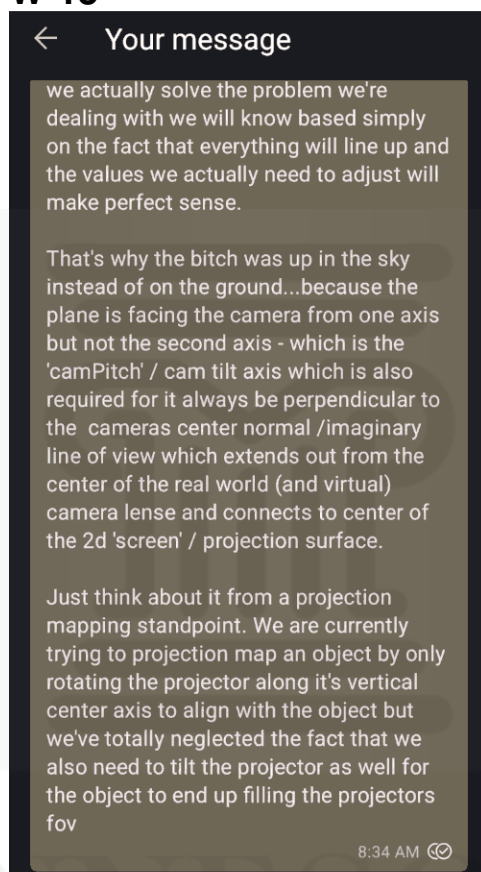 Your message
we actually solve the problem we're
dealing with we will know based simply
on the fact that everything will line up and
the values we actually need to adjust will
make perfect sense.
That's why the bitch was up in the sky
instead of on the ground...because the
plane is facing the camera from one axis
but not the second axis - which is the
'camPitch' / cam tilt axis which is also
required for it always be perpendicular to
the cameras center normal /imaginary
line of view which extends out from the
center of the real world (and virtual)
camera lense and connects to center of
the 2d 'screen' / projection surface.
Just think about it from a projection
mapping standpoint. We are currently
trying to projection map an object by only
rotating the projector along it's vertical
center axis to align with the object but
we've totally neglected the fact that we
also need to tilt the projector as well for
the object to end up filling the projectors
fov
8:34 AM